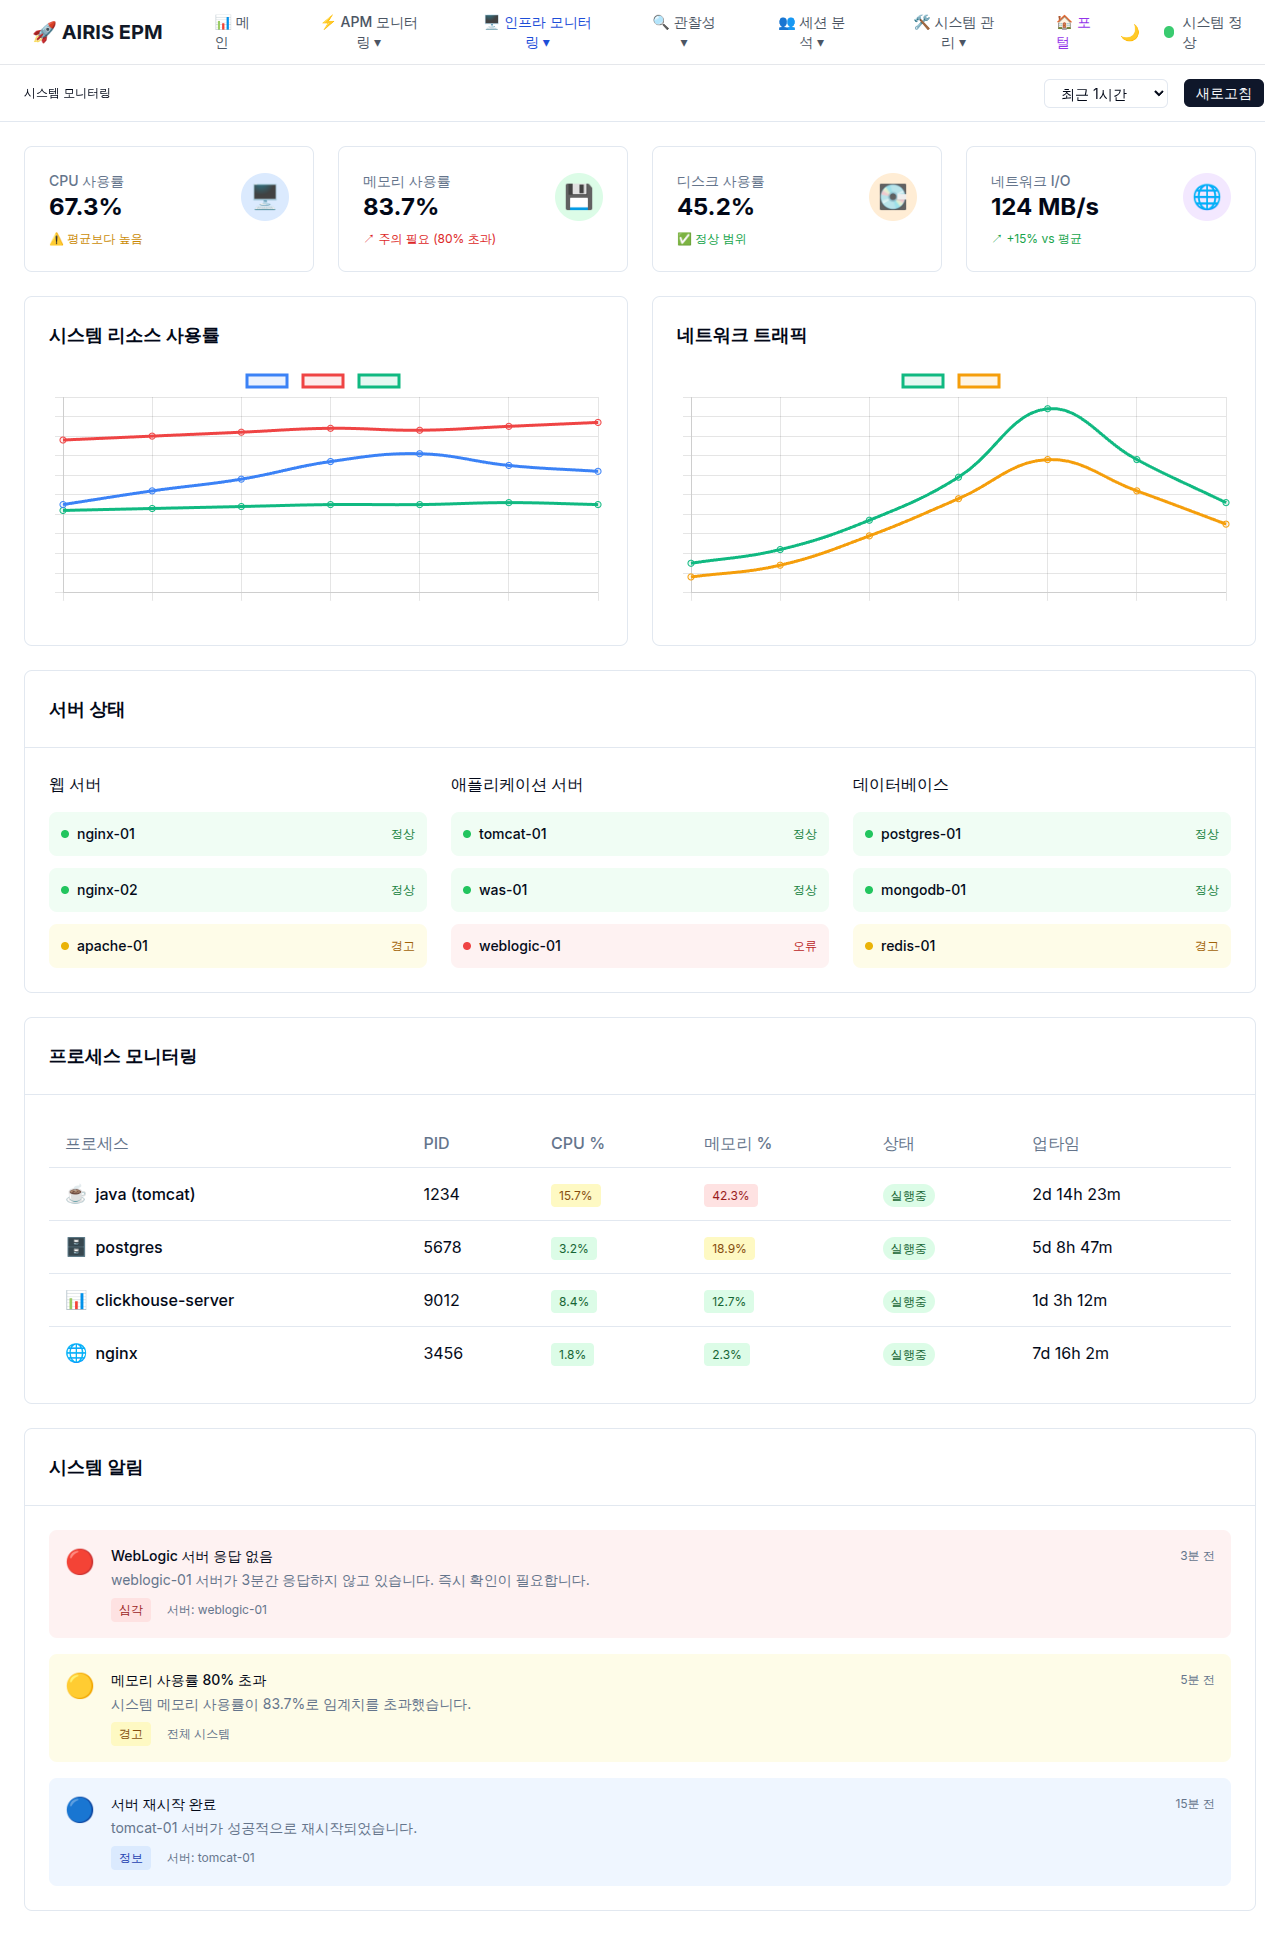 🚀 AIRIS EPM
📊 메인
⚡ APM 모니터링 ▾
🖥️ 인프라 모니터링 ▾
🔍 관찰성 ▾
👥 세션 분석 ▾
🛠️ 시스템 관리 ▾
🏠 포털
🌙
시스템 정상
시스템 모니터링
최근 1시간
새로고침
CPU 사용률
67.3%
⚠️ 평균보다 높음
메모리 사용률
83.7%
↗ 주의 필요 (80% 초과)
디스크 사용률
45.2%
✅ 정상 범위
네트워크 I/O
124 MB/s
↗ +15% vs 평균
시스템 리소스 사용률
네트워크 트래픽
서버 상태
웹 서버
nginx-01 정상
nginx-02 정상
apache-01 경고
애플리케이션 서버
tomcat-01 정상
was-01 정상
weblogic-01 오류
데이터베이스
postgres-01 정상
mongodb-01 정상
redis-01 경고
프로세스 모니터링
프로세스 PID CPU % 메모리 % 상태 업타임
java (tomcat) 1234 15.7% 42.3% 실행중 2d 14h 23m
postgres 5678 3.2% 18.9% 실행중 5d 8h 47m
clickhouse-server 9012 8.4% 12.7% 실행중 1d 3h 12m
nginx 3456 1.8% 2.3% 실행중 7d 16h 2m
시스템 알림
WebLogic 서버 응답 없음 3분 전
weblogic-01 서버가 3분간 응답하지 않고 있습니다. 즉시 확인이 필요합니다.
심각 서버: weblogic-01
메모리 사용률 80% 초과 5분 전
시스템 메모리 사용률이 83.7%로 임계치를 초과했습니다.
경고 전체 시스템
서버 재시작 완료 15분 전
tomcat-01 서버가 성공적으로 재시작되었습니다.
정보 서버: tomcat-01